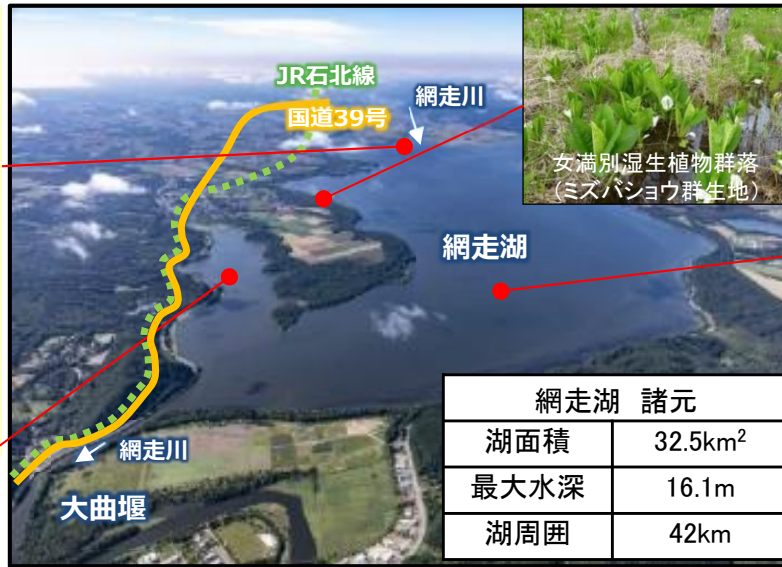 JR石北線
国道39号
網走川
女満別湿生植物群落
（ミズバショウ群生地）
網走湖
網走川
大曲堰
網走湖 諸元
湖面積 32.5km²
最大水深 16.1m
湖周囲 42km